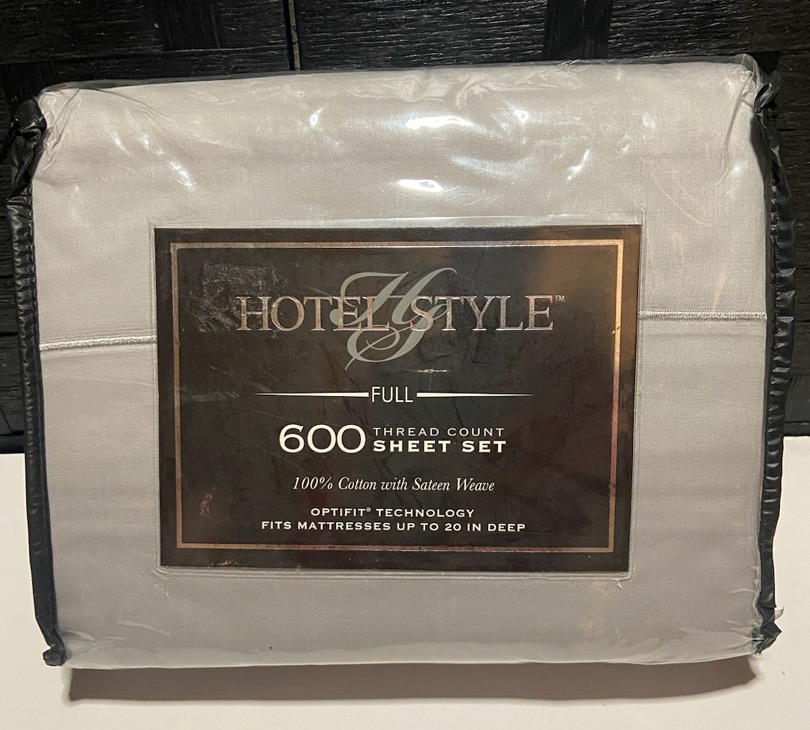 HS
HOTEL STYLE™
FULL
600 THREAD COUNT
SHEET SET
100% Cotton with Sateen Weave
OPTIFIT® TECHNOLOGY
FITS MATTRESSES UP TO 20 IN DEEP